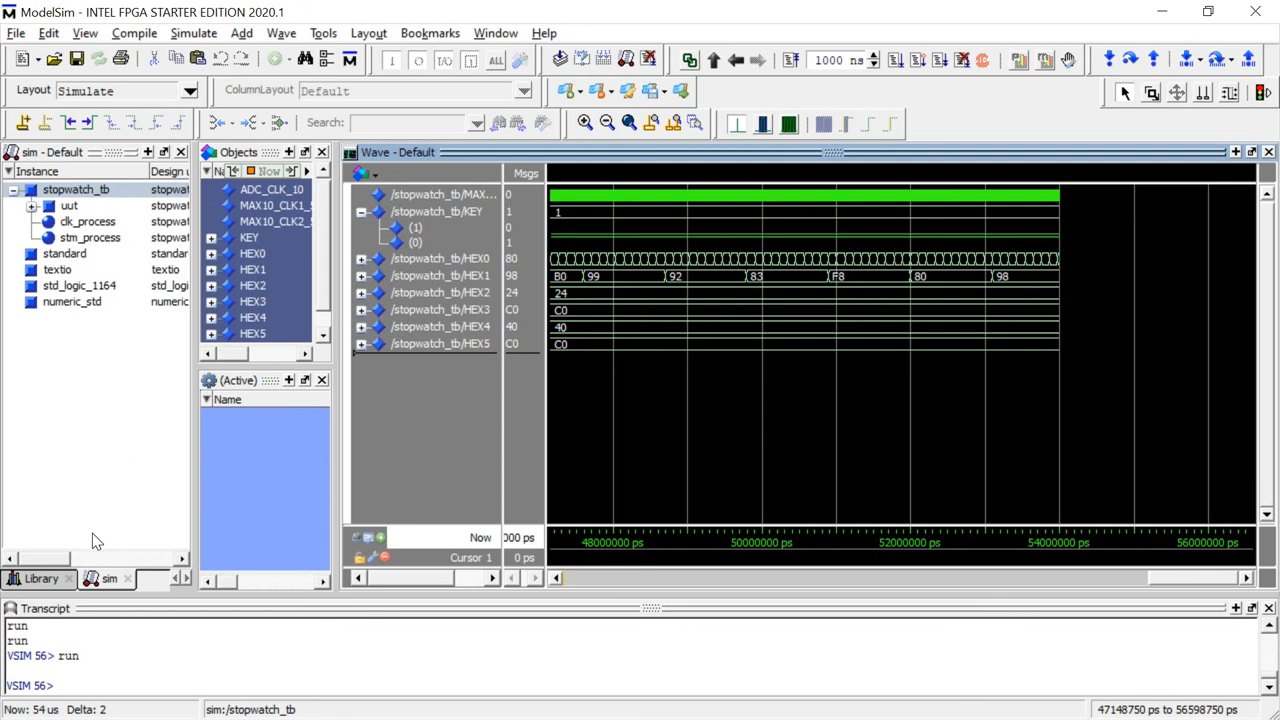 ModelSim - INTEL FPGA STARTER EDITION 2020.1
File Edit View Compile Simulate Add Wave Tools Layout Bookmarks Window Help
1000 ns
Layout Simulate
ColumnLayout Default
Search:
sim - Default
Instance Design u
stopwatch_tb stopwat
uut stopwat
clk_process stopwat
stm_process stopwat
standard standar
textio textio
std_logic_1164 std_logi
numeric_std numeric
Library sim
Objects
Now
ADC_CLK_10
MAX10_CLK1_
MAX10_CLK2_
KEY
HEX0
HEX1
HEX2
HEX3
HEX4
HEX5
(Active)
Name
Wave - Default
Msgs
/stopwatch_tb/MAX... 0
/stopwatch_tb/KEY 1 1
(1) 0
(0) 1
/stopwatch_tb/HEX0 80
/stopwatch_tb/HEX1 98 B0 99 92 83 F8 80 98
/stopwatch_tb/HEX2 24 24
/stopwatch_tb/HEX3 C0 C0
/stopwatch_tb/HEX4 40 40
/stopwatch_tb/HEX5 C0 C0
Now 000 ps 48000000 ps 50000000 ps 52000000 ps 54000000 ps 56000000 ps
Cursor 1 0 ps
Transcript
run
run
VSIM 56> run
VSIM 56>
Now: 54 us Delta: 2 sim:/stopwatch_tb 47148750 ps to 56598750 ps